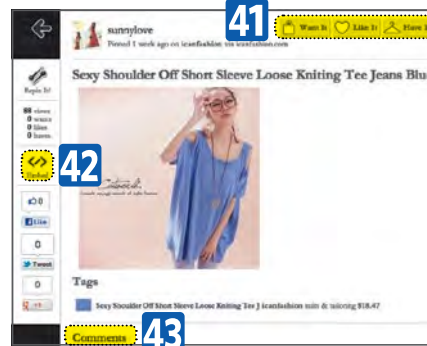 41
Want It Like It Have
sunnylove
Posted 1 week ago on icanfashion via icanfashion.com
Sexy Shoulder Off Short Sleeve Loose Kniting Tee Jeans Blu
Repin It!
88 views
0 wants
0 likes
0 haves
42
Embed
0
Like
0
Tweet
0
+1
Tags
Sexy Shoulder Off Short Sleeve Loose Kniting Tee J icanfashion suits & tailoring $18.47
Comments 43